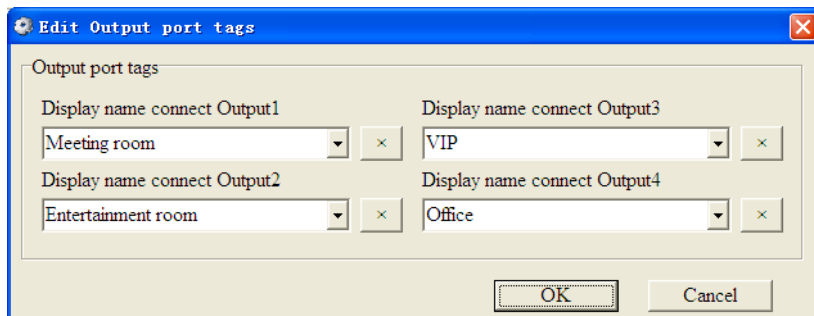 Edit Output port tags
Output port tags
Display name connect Output1
Display name connect Output3
Meeting room
×
VIP
×
Display name connect Output2
Display name connect Output4
Entertainment room
×
Office
×
OK
Cancel